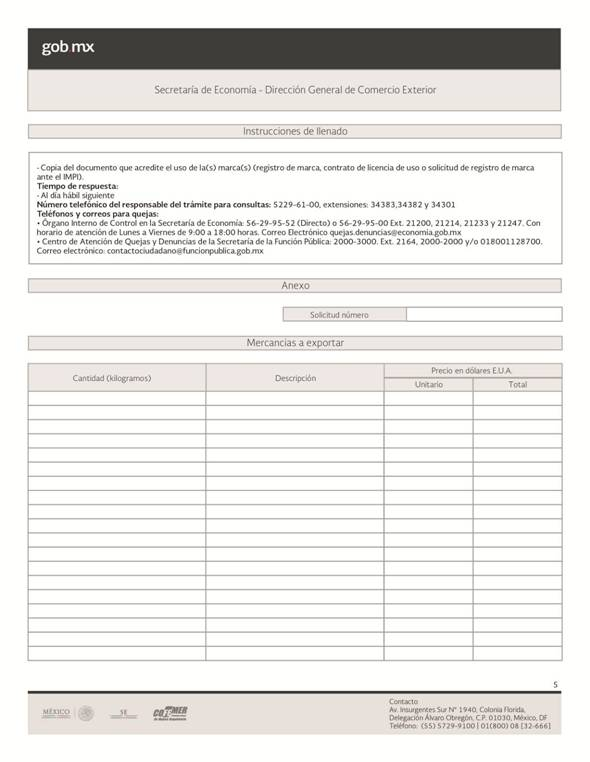 gob.mx
Secretaría de Economía - Dirección General de Comercio Exterior
Instrucciones de llenado
- Copia del documento que acredite el uso de la(s) marca(s) (registro de marca, contrato de licencia de uso o solicitud de registro de marca
ante el IMPI).
Tiempo de respuesta:
- Al día hábil siguiente
Número telefónico del responsable del trámite para consultas: 5229-61-00, extensiones: 34383,34382 y 34301
Teléfonos y correos para quejas:
• Órgano Interno de Control en la Secretaría de Economía: 56-29-95-52 (Directo) o 56-29-95-00 Ext. 21200, 21214, 21233 y 21247. Con
horario de atención de Lunes a Viernes de 9:00 a 18:00 horas. Correo Electrónico quejas.denuncias@economia.gob.mx
• Centro de Atención de Quejas y Denuncias de la Secretaría de la Función Pública: 2000-3000. Ext. 2164, 2000-2000 y/o 018001128700.
Correo electrónico: contactociudadano@funcionpublica.gob.mx
Anexo
Solicitud número
Mercancías a exportar
Cantidad (kilogramos)
Descripción
Precio en dólares E.U.A.
Unitario
Total
5
MÉXICO
SE
Contacto
Av. Insurgentes Sur N° 1940, Colonia Florida,
Delegación Álvaro Obregón, C.P. 01030, México, DF
Teléfono: (55) 5729-9100 | 01(800) 08 [32-666]